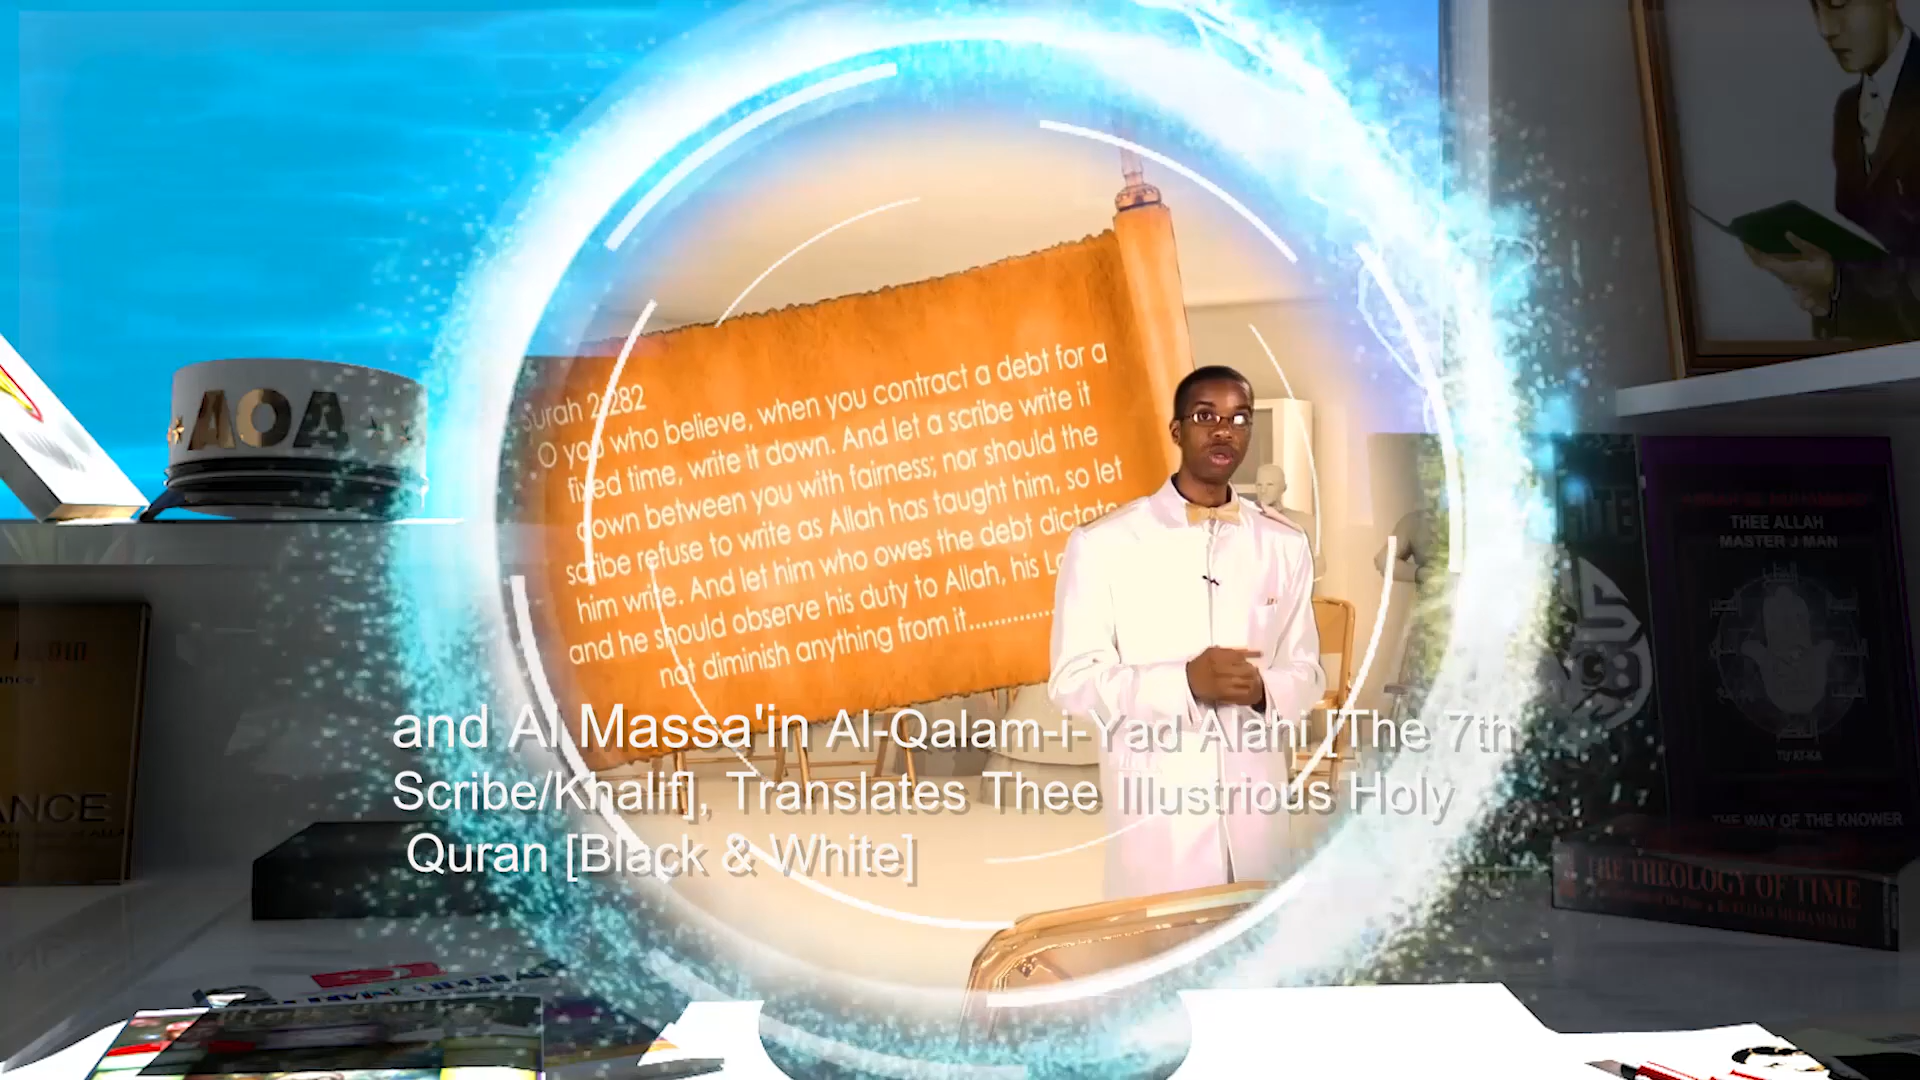 AOA
Surah 2:282
O you who believe, when you contract a debt for a
fixed time, write it down. And let a scribe write it
down between you with fairness; nor should the
scribe refuse to write as Allah has taught him, so let
him write. And let him who owes the debt dictate
and he should observe his duty to Allah, his
not diminish anything from it..............
and Al Massa'in Al-Qalam-i-Yad Alahi [The 7th
Scribe/Khalif], Translates Thee Illustrious Holy
Quran [Black & White]
THEE ALLAH
MASTER J MAN
TU'AT-KA
THE WAY OF THE KNOWER
THE THEOLOGY OF TIME